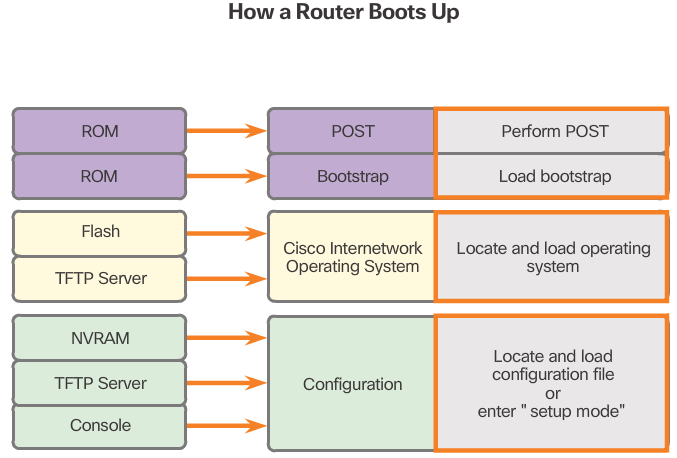 How a Router Boots Up
ROM
POST
Perform POST
ROM
Bootstrap
Load bootstrap
Flash
TFTP Server
Cisco Internetwork
Operating System
Locate and load operating
system
NVRAM
TFTP Server
Console
Configuration
Locate and load
configuration file
or
enter " setup mode"